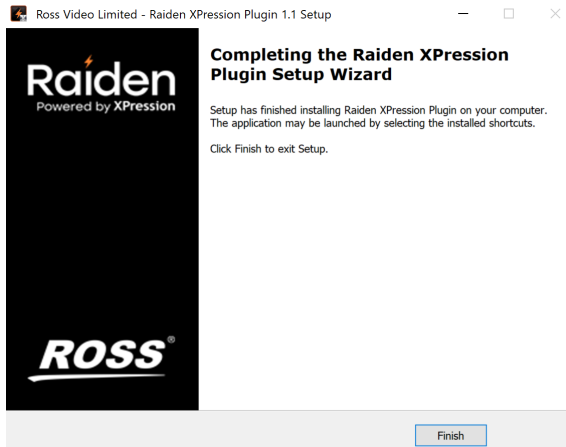 Ross Video Limited - Raiden XPression Plugin 1.1 Setup
Raiden
Powered by XPression
Completing the Raiden XPression
Plugin Setup Wizard
Setup has finished installing Raiden XPression Plugin on your computer.
The application may be launched by selecting the installed shortcuts.
Click Finish to exit Setup.
ROSS®
Finish